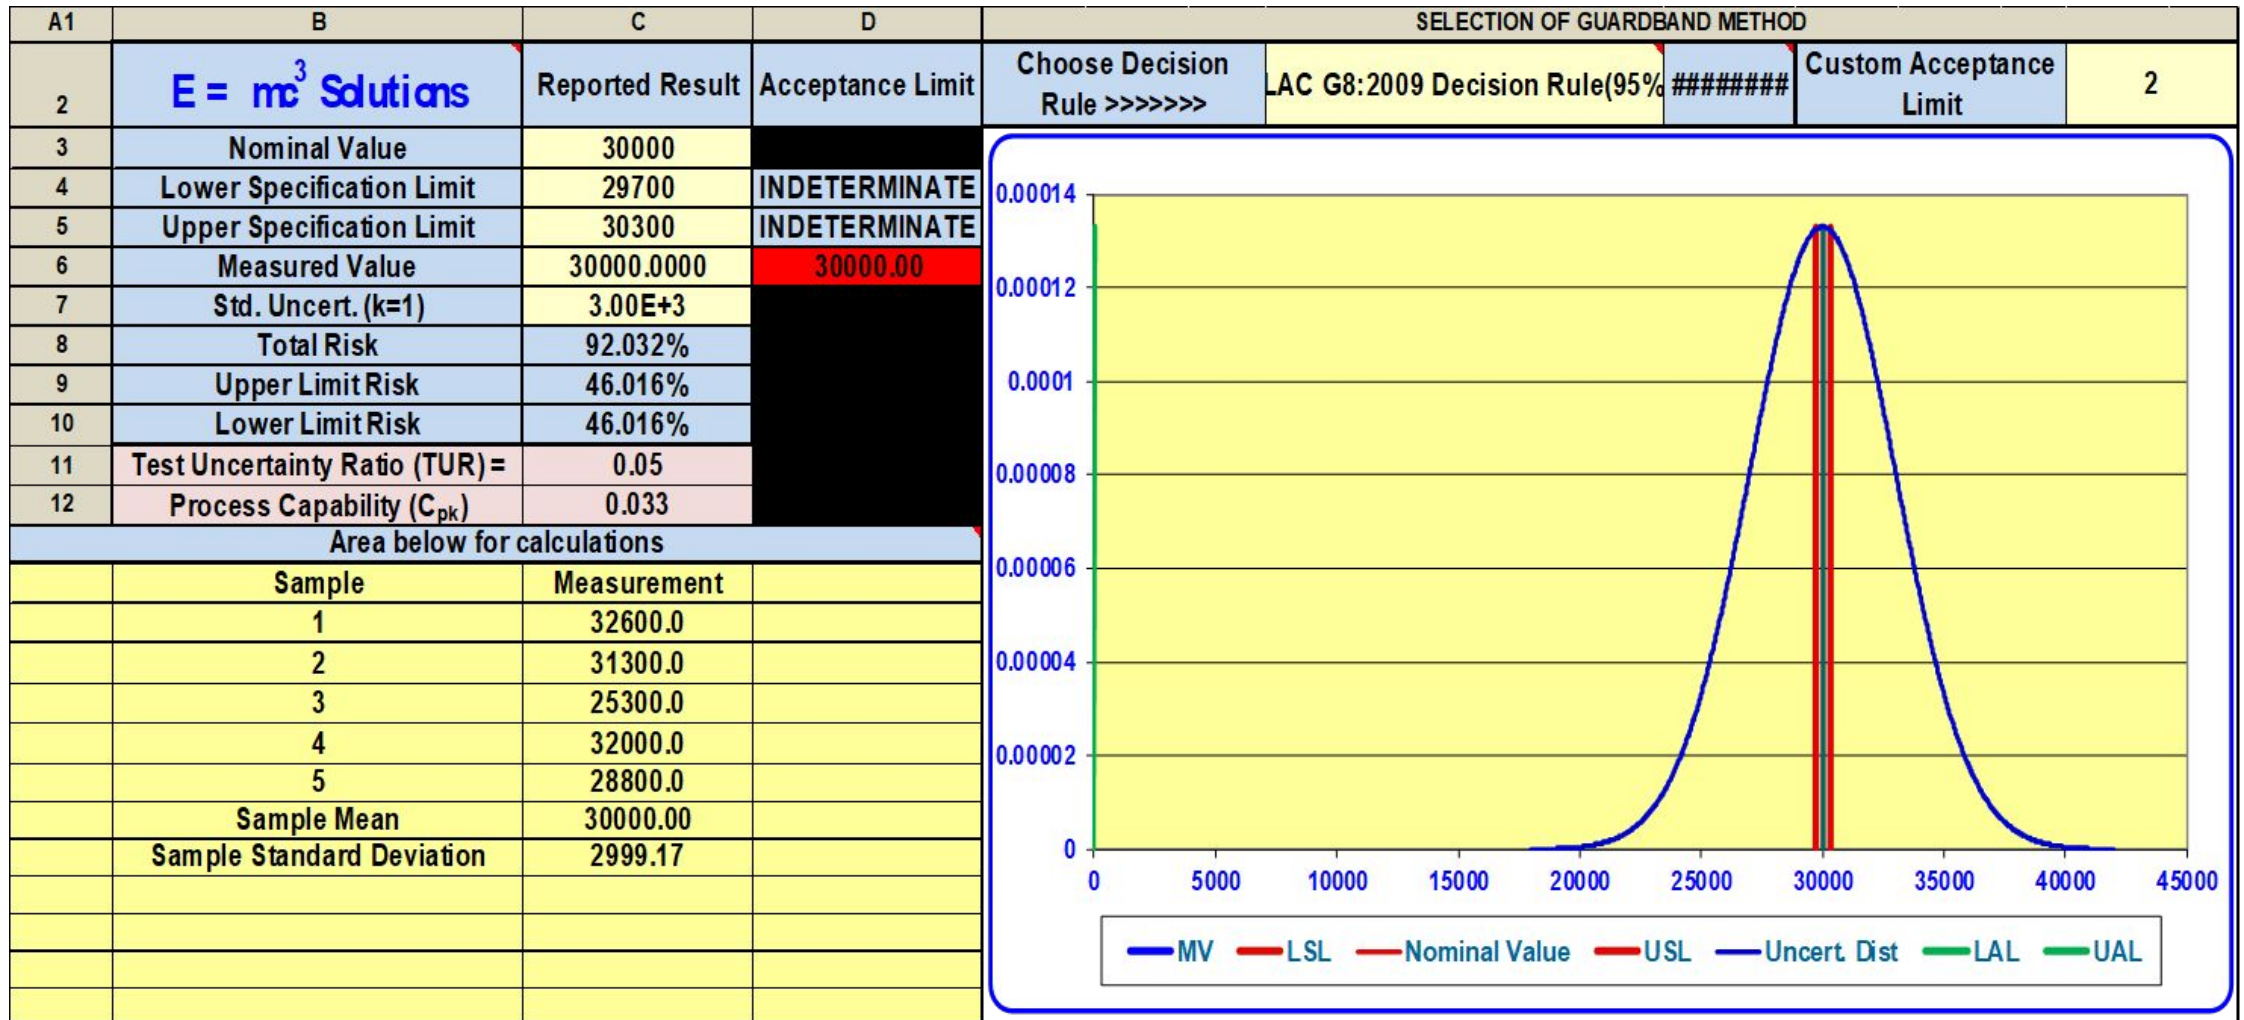 A1 B C D SELECTION OF GUARDBAND METHOD
2 E = mc³ Solutions Reported Result Acceptance Limit Choose Decision Rule >>>>>>> LAC G8:2009 Decision Rule(95% ######## Custom Acceptance Limit 2
3 Nominal Value 30000
4 Lower Specification Limit 29700 INDETERMINATE
5 Upper Specification Limit 30300 INDETERMINATE
6 Measured Value 30000.0000 30000.00
7 Std. Uncert. (k=1) 3.00E+3
8 Total Risk 92.032%
9 Upper Limit Risk 46.016%
10 Lower Limit Risk 46.016%
11 Test Uncertainty Ratio (TUR) = 0.05
12 Process Capability (Cpk) 0.033
Area below for calculations
Sample Measurement
1 32600.0
2 31300.0
3 25300.0
4 32000.0
5 28800.0
Sample Mean 30000.00
Sample Standard Deviation 2999.17
0.00014
0.00012
0.0001
0.00008
0.00006
0.00004
0.00002
0
0 5000 10000 15000 20000 25000 30000 35000 40000 45000
MV LSL Nominal Value USL Uncert. Dist LAL UAL